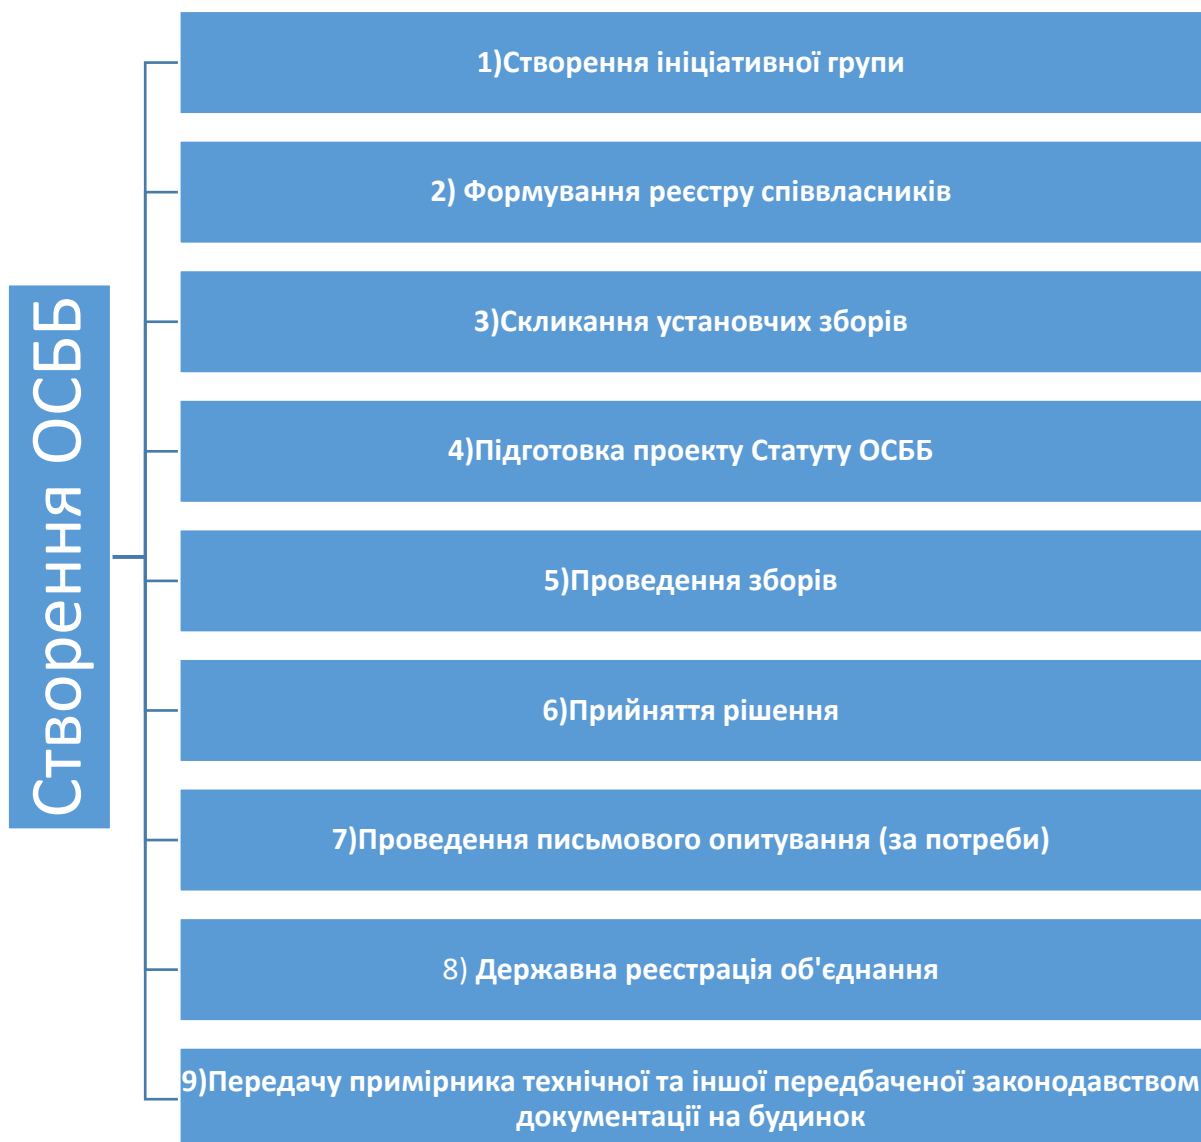 Створення ОСББ
1)Створення ініціативної групи
2) Формування реєстру співвласників
3)Скликання установчих зборів
4)Підготовка проекту Статуту ОСББ
5)Проведення зборів
6)Прийняття рішення
7)Проведення письмового опитування (за потреби)
8) Державна реєстрація об'єднання
9)Передачу примірника технічної та іншої передбаченої законодавством
документації на будинок